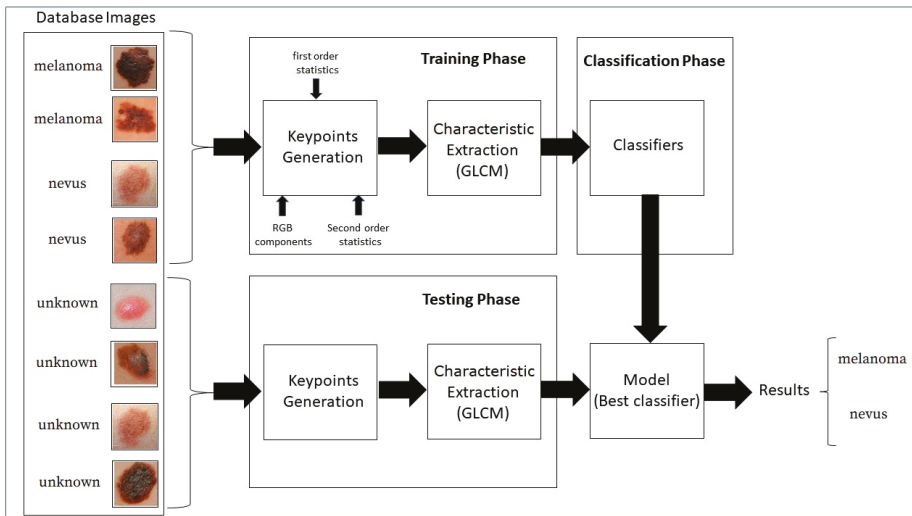 Database Images
melanoma
melanoma
nevus
nevus
unknown
unknown
unknown
unknown
Training Phase
first order
statistics
Keypoints
Generation
RGB
components
Second order
statistics
Characteristic
Extraction
(GLCM)
Classification Phase
Classifiers
Testing Phase
Keypoints
Generation
Characteristic
Extraction
(GLCM)
Model
(Best classifier)
Results
melanoma
nevus